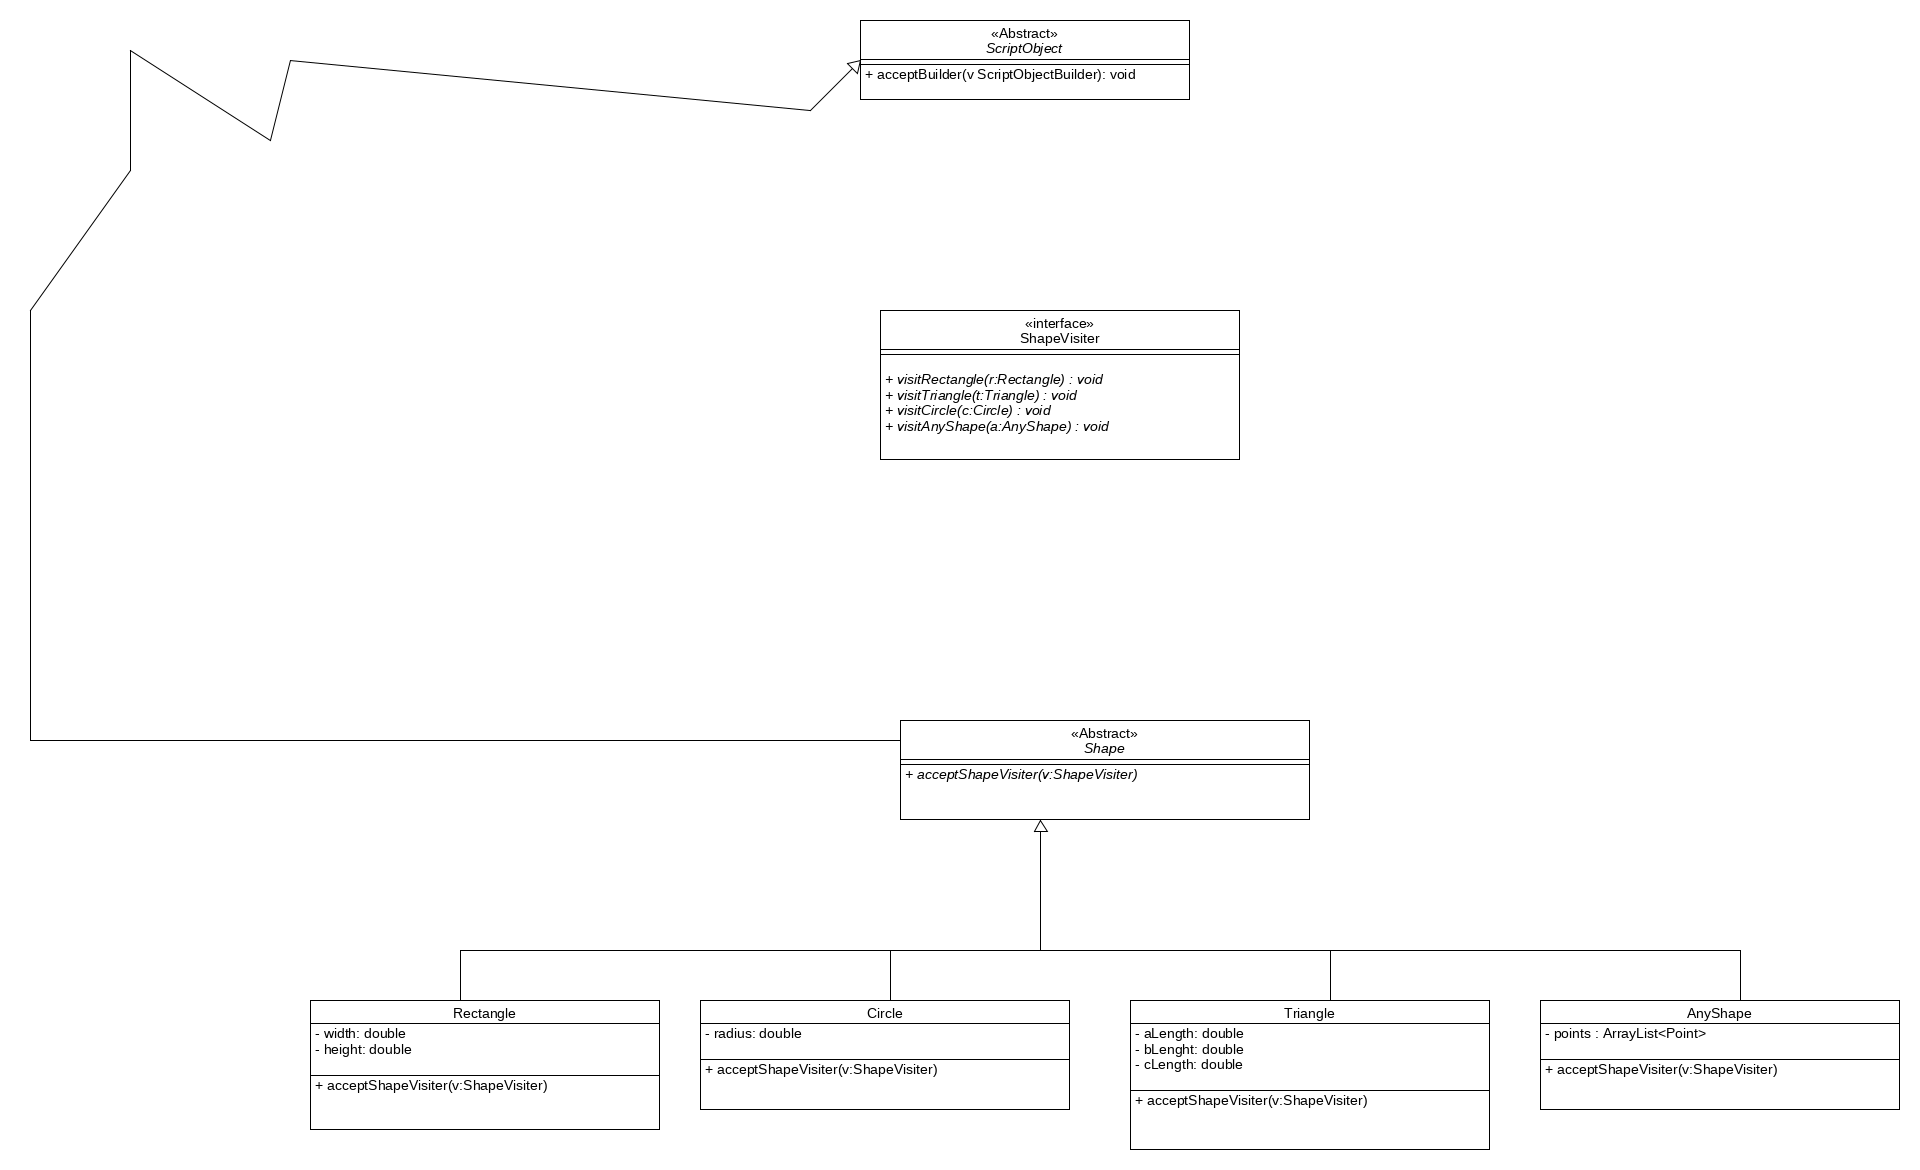 «Abstract»
ScriptObject
+ acceptBuilder(v ScriptObjectBuilder): void
«interface»
ShapeVisiter
+ visitRectangle(r:Rectangle) : void
+ visitTriangle(t:Triangle) : void
+ visitCircle(c:Circle) : void
+ visitAnyShape(a:AnyShape) : void
«Abstract»
Shape
+ acceptShapeVisiter(v:ShapeVisiter)
Rectangle
- width: double
- height: double
+ acceptShapeVisiter(v:ShapeVisiter)
Circle
- radius: double
+ acceptShapeVisiter(v:ShapeVisiter)
Triangle
- aLength: double
- bLenght: double
- cLength: double
+ acceptShapeVisiter(v:ShapeVisiter)
AnyShape
- points : ArrayList<Point>
+ acceptShapeVisiter(v:ShapeVisiter)